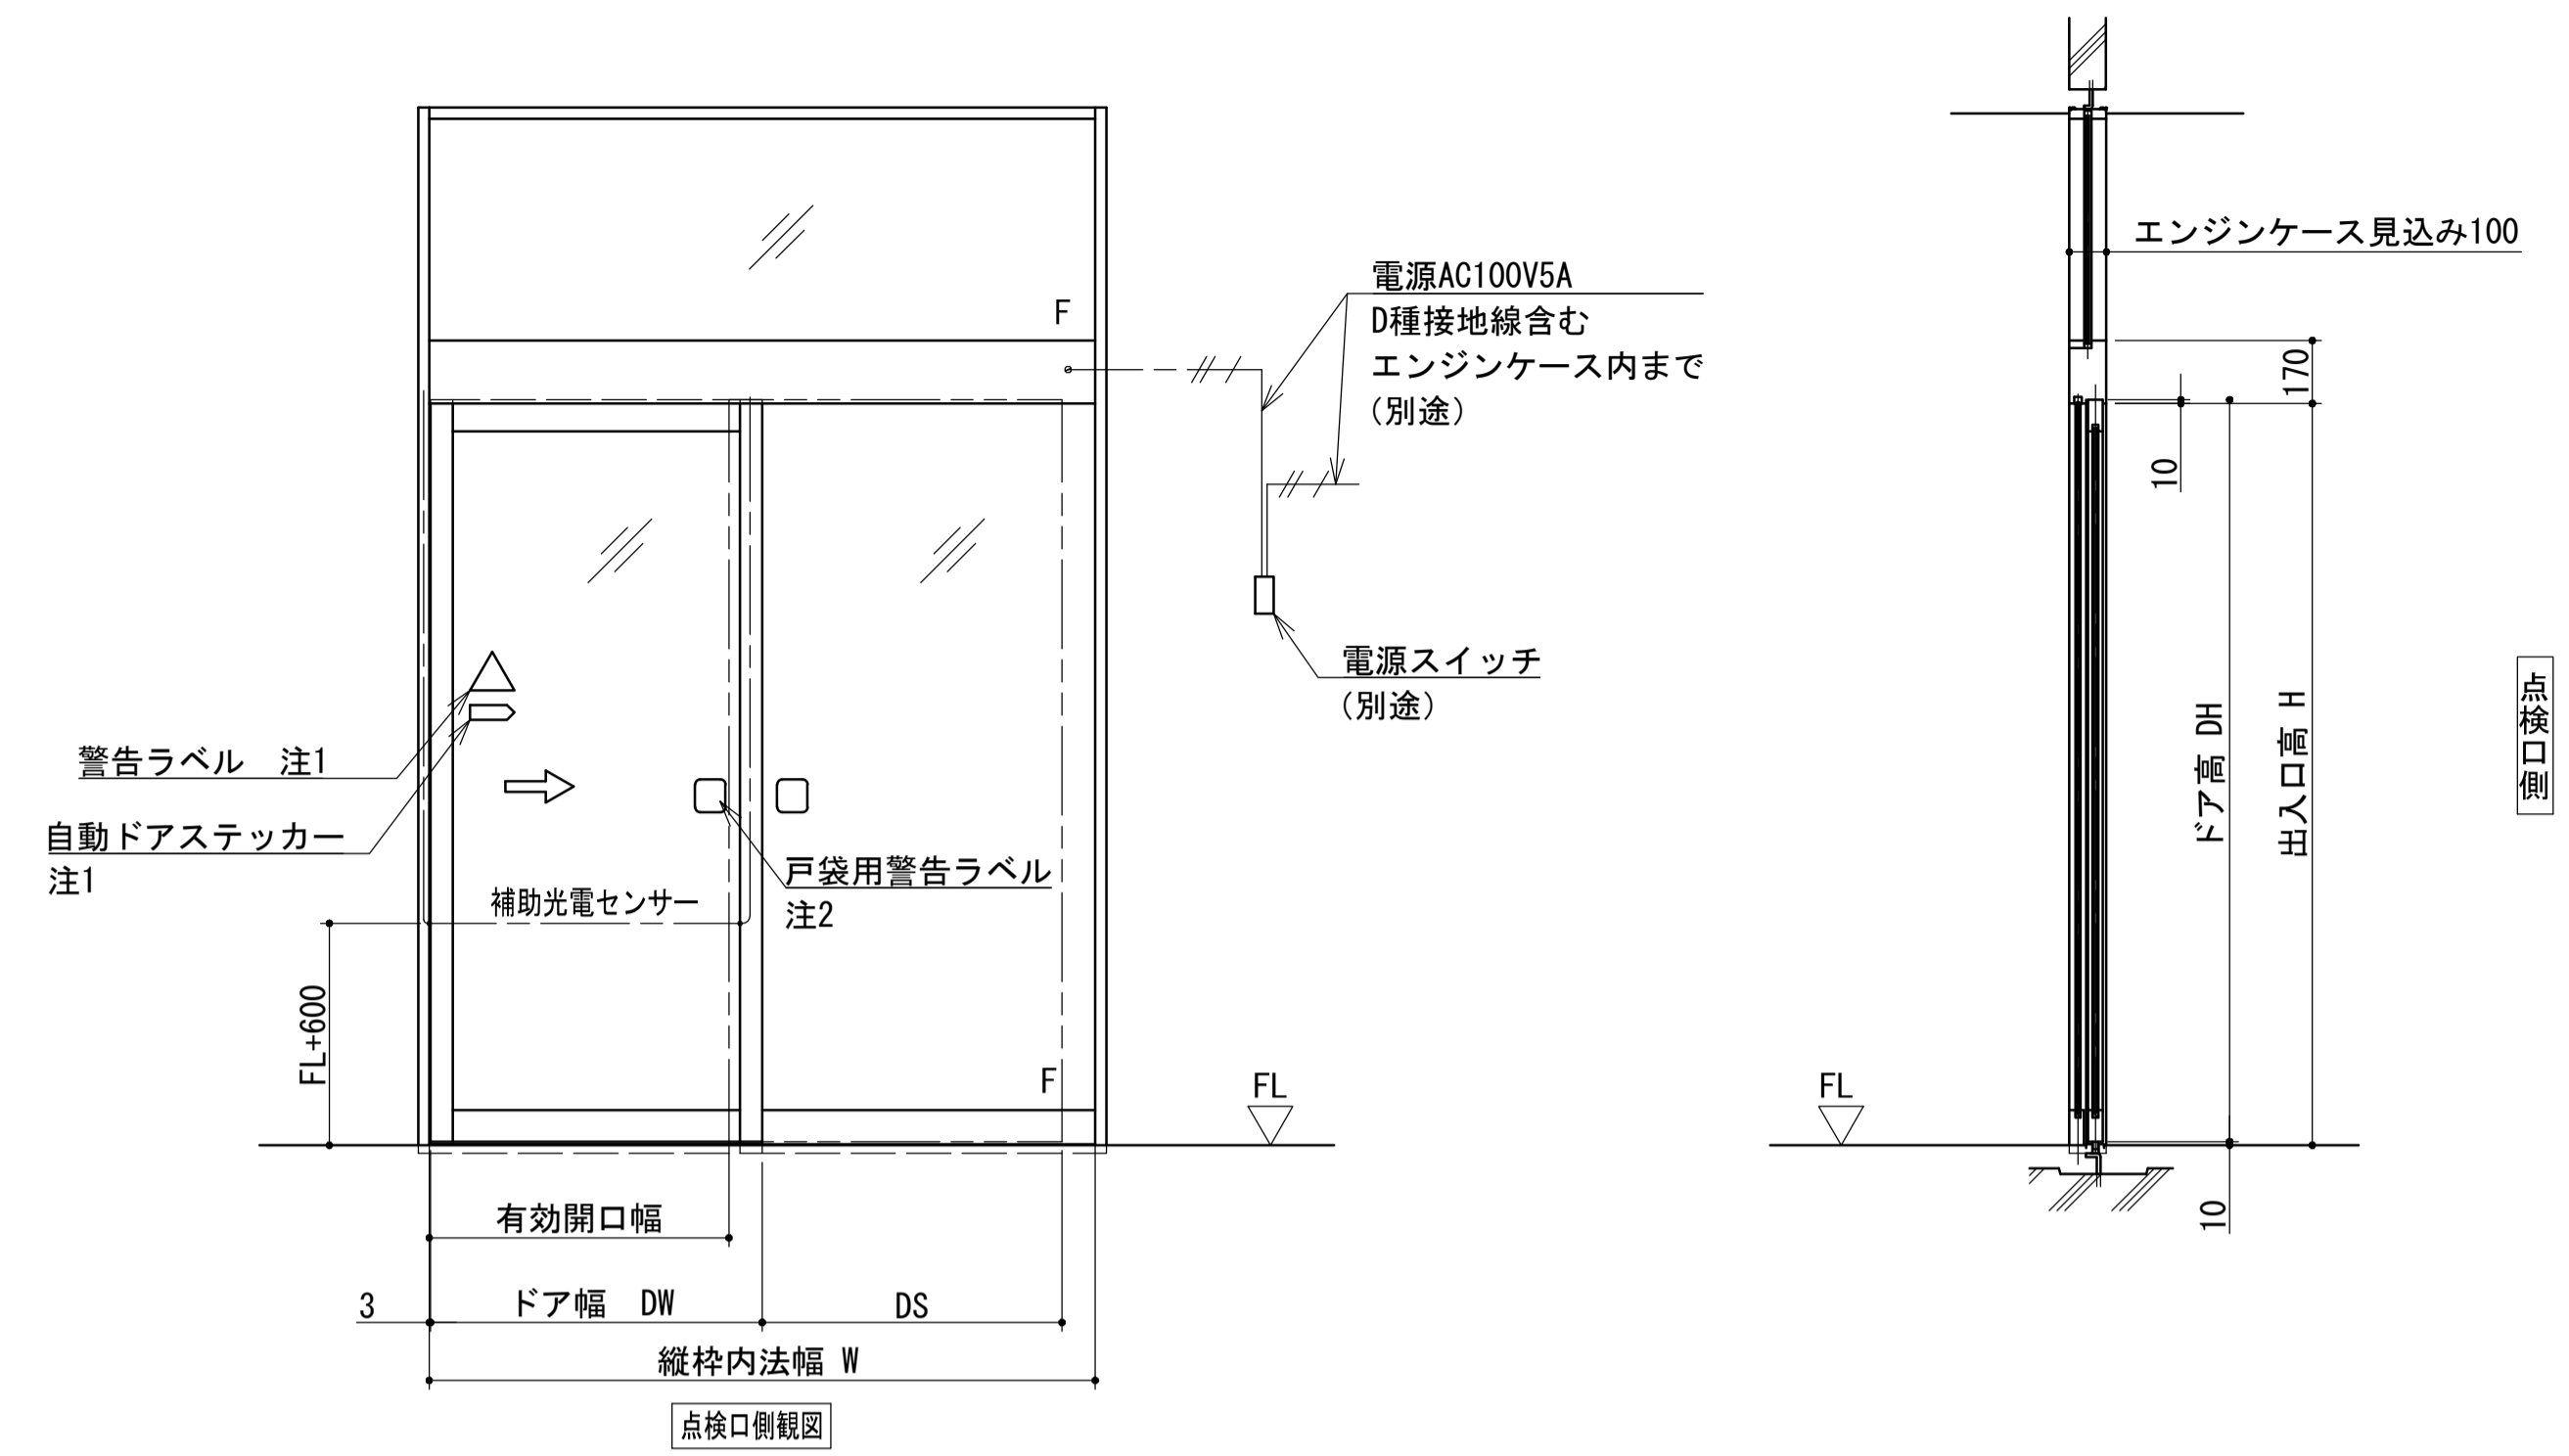 エンジンケース見込み100
電源AC100V5A
D種接地線含む
エンジンケース内まで
(別途)
F
170
10
電源スイッチ
(別途)
点検口側
ドア高 DH
出入口高 H
警告ラベル 注1
自動ドアステッカー
注1
戸袋用警告ラベル
注2
補助光電センサー
FL+600
F
FL
FL
10
有効開口幅
3
ドア幅 DW
DS
縦枠内法幅 W
点検口側観図